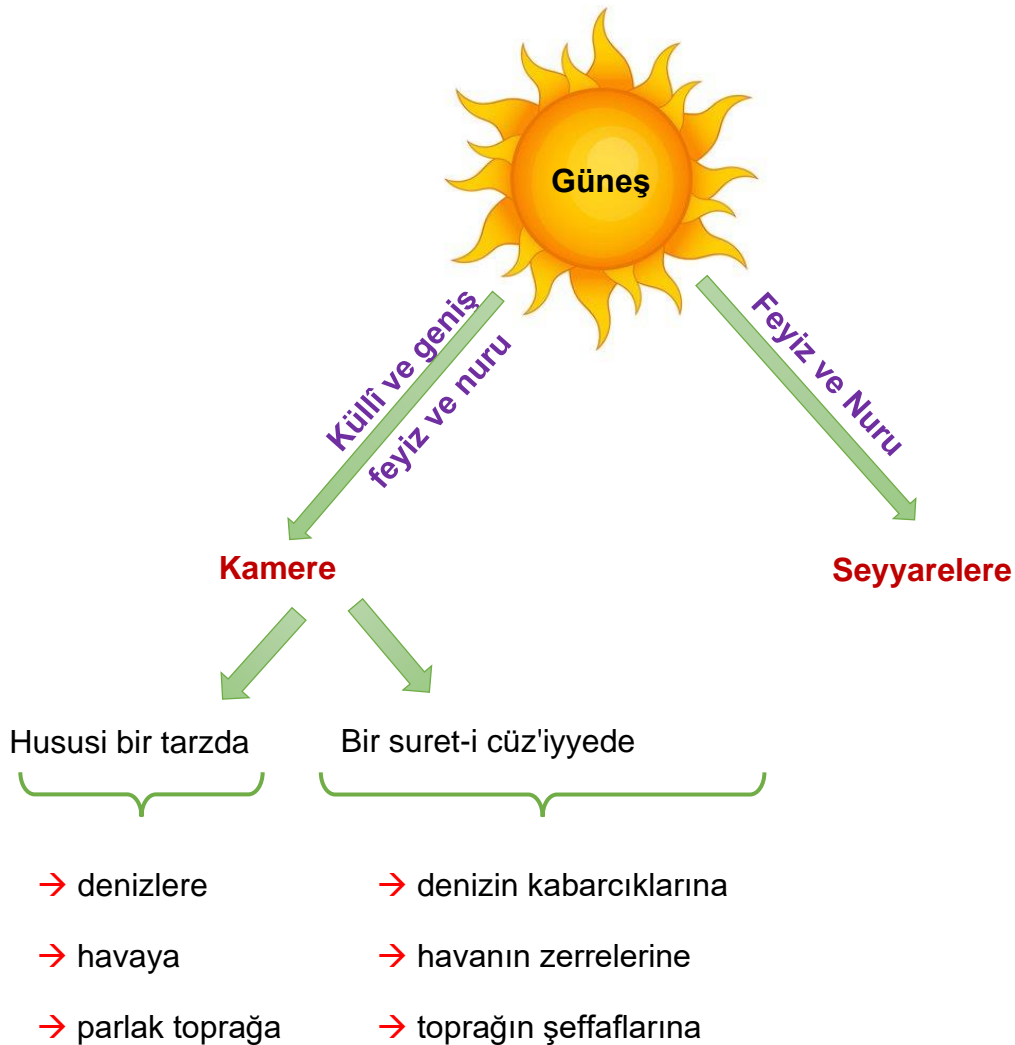 Güneş
Küllî ve geniş
feyiz ve nuru
Feyiz ve Nuru
Kamere
Seyyarelere
Hususi bir tarzda
Bir suret-i cüz'iyyede
→ denizlere
→ denizin kabarcıklarına
→ havaya
→ havanın zerrelerine
→ parlak toprağa
→ toprağın şeffaflarına